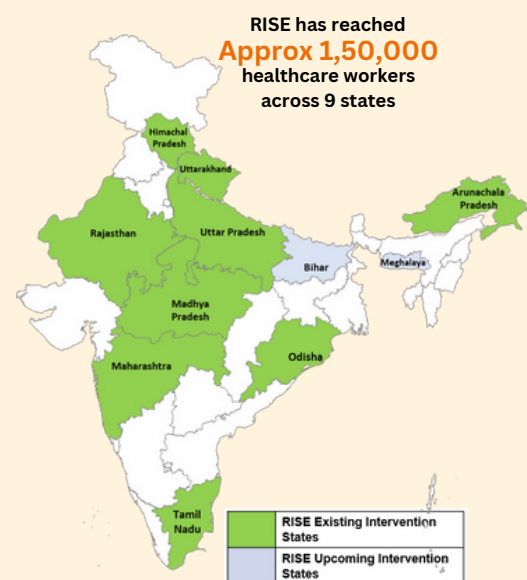 RISE has reached
Approx 1,50,000
healthcare workers
across 9 states
Himachal
Pradesh
Uttarakhand
Arunachala
Pradesh
Rajasthan
Uttar Pradesh
Bihar
Meghalaya
Madhya
Pradesh
Maharashtra
Odisha
Tamil
Nadu
RISE Existing Intervention
States
RISE Upcoming Intervention
States